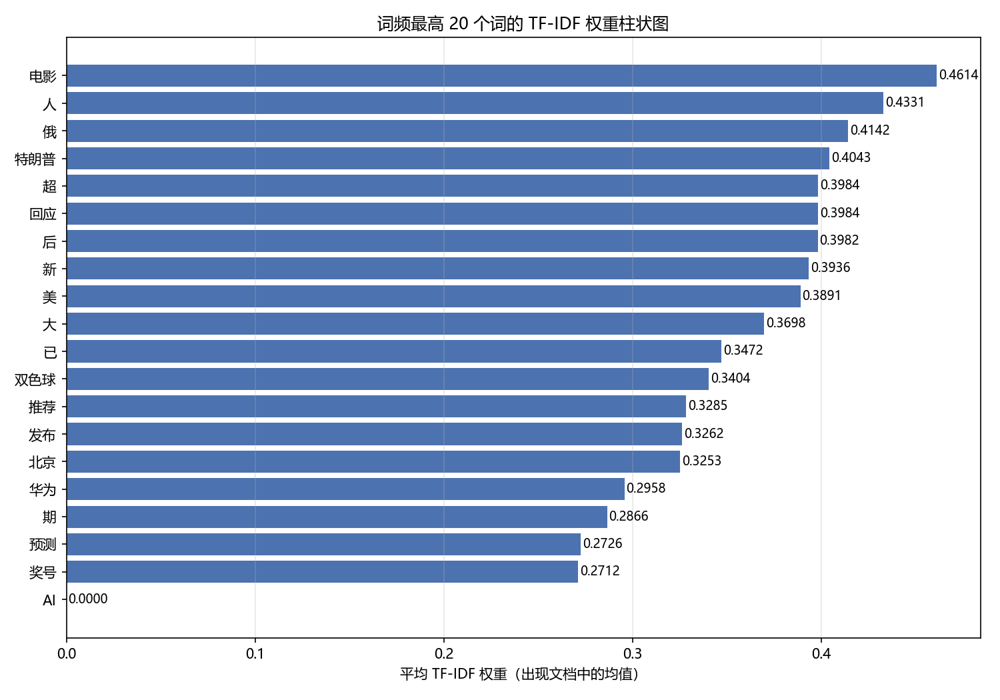 词频最高 20 个词的 TF-IDF 权重柱状图
电影 0.4614
人 0.4331
俄 0.4142
特朗普 0.4043
超 0.3984
回应 0.3984
后 0.3982
新 0.3936
美 0.3891
大 0.3698
已 0.3472
双色球 0.3404
推荐 0.3285
发布 0.3262
北京 0.3253
华为 0.2958
期 0.2866
预测 0.2726
奖号 0.2712
AI 0.0000
0.0 0.1 0.2 0.3 0.4
平均 TF-IDF 权重（出现文档中的均值）